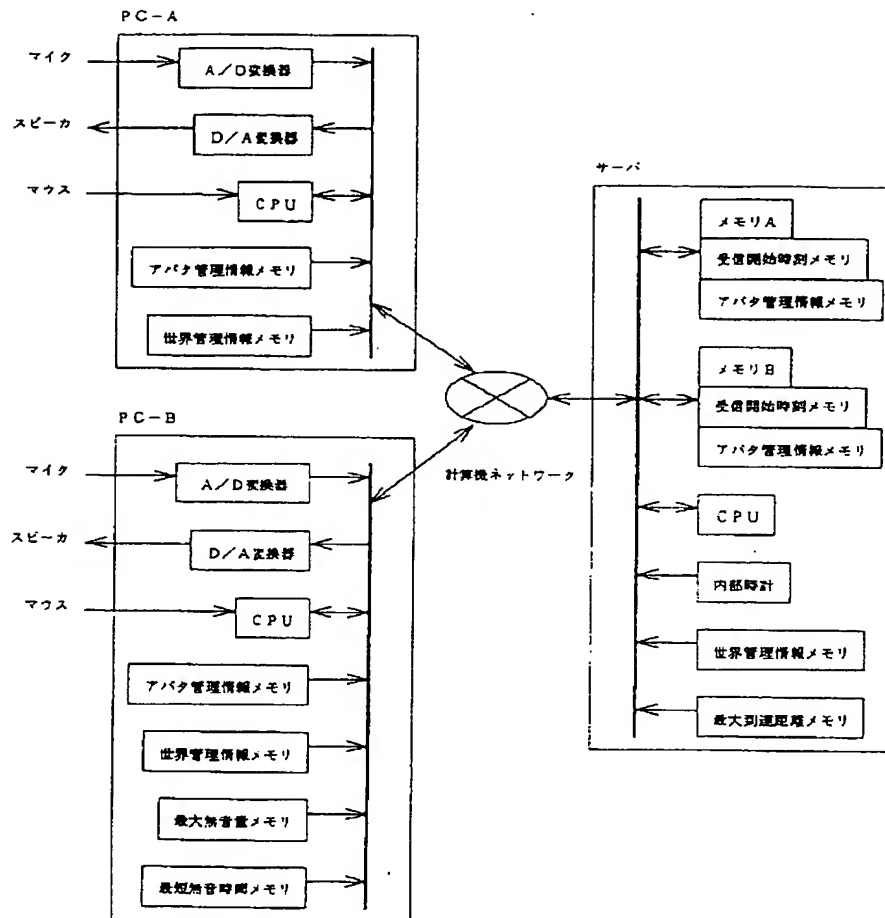 PC-A
マイク
A/D変換器
スピーカ
D/A変換器
マウス
CPU
アバタ管理情報メモリ
世界管理情報メモリ
PC-B
マイク
A/D変換器
スピーカ
D/A変換器
マウス
CPU
アバタ管理情報メモリ
世界管理情報メモリ
最大無音量メモリ
最短無音時間メモリ
計算機ネットワーク
サーバ
メモリA
受信開始時刻メモリ
アバタ管理情報メモリ
メモリB
受信開始時刻メモリ
アバタ管理情報メモリ
CPU
内部時計
世界管理情報メモリ
最大到達距離メモリ